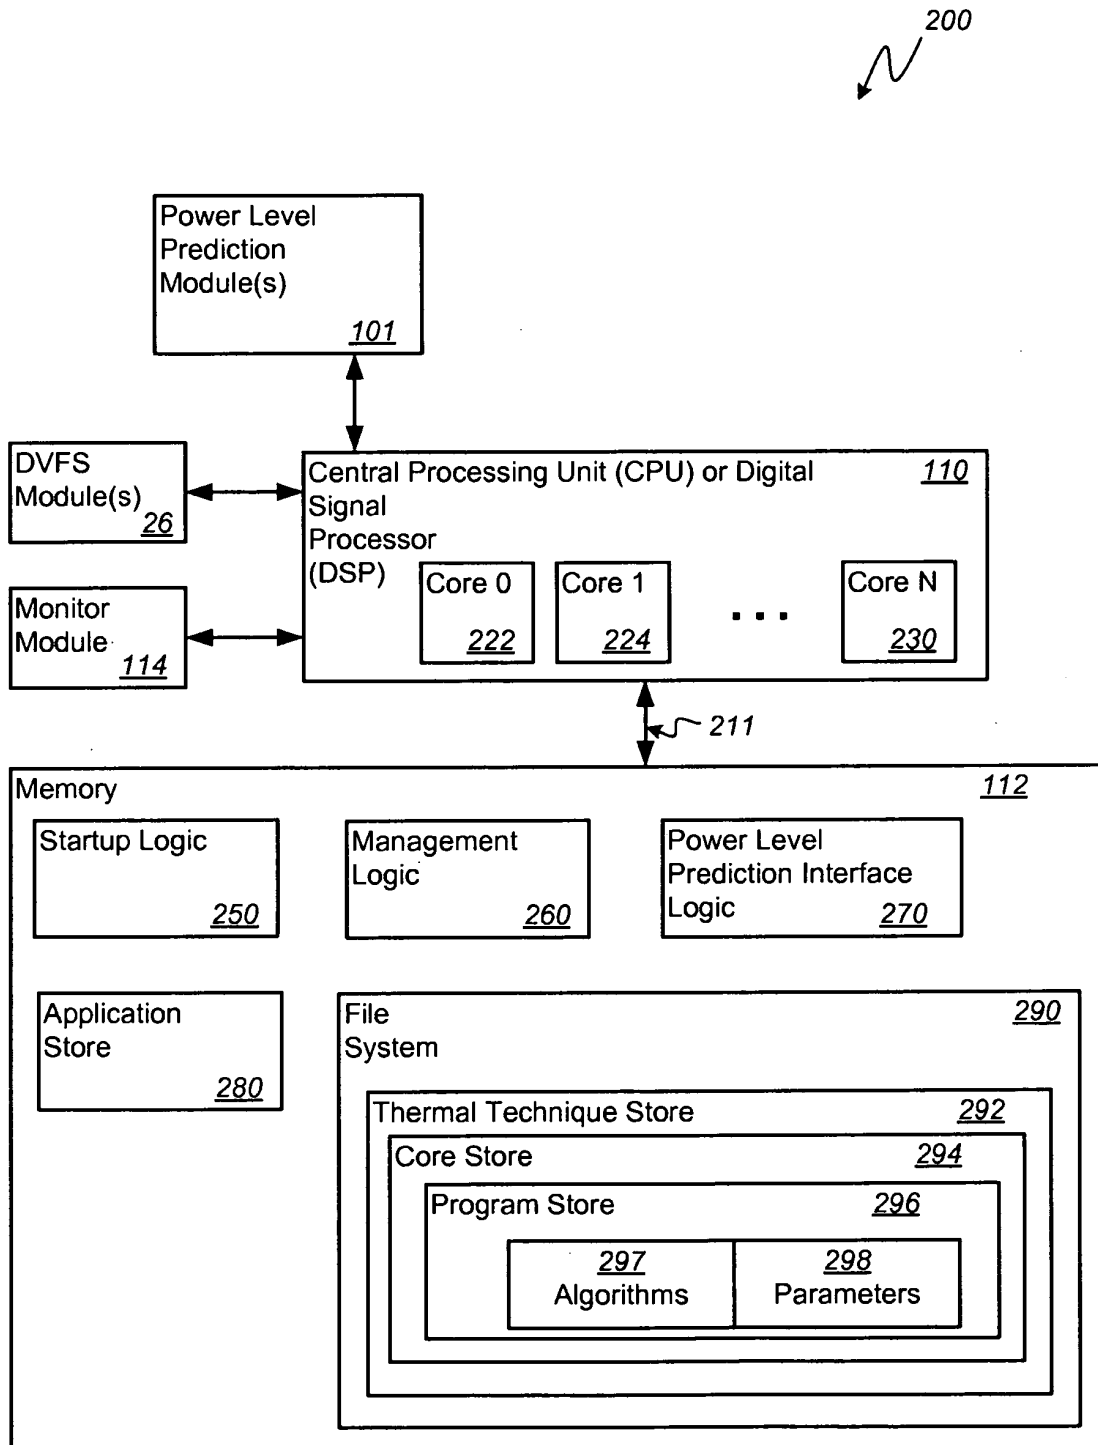 200
Power Level
Prediction
Module(s)
101
DVFS
Module(s)
26
Central Processing Unit (CPU) or Digital
Signal
Processor
(DSP)
110
Core 0
222
Core 1
224
...
Core N
230
Monitor
Module
114
211
Memory
112
Startup Logic
250
Management
Logic
260
Power Level
Prediction Interface
Logic
270
Application
Store
280
File
System
290
Thermal Technique Store
292
Core Store
294
Program Store
296
297
Algorithms
298
Parameters